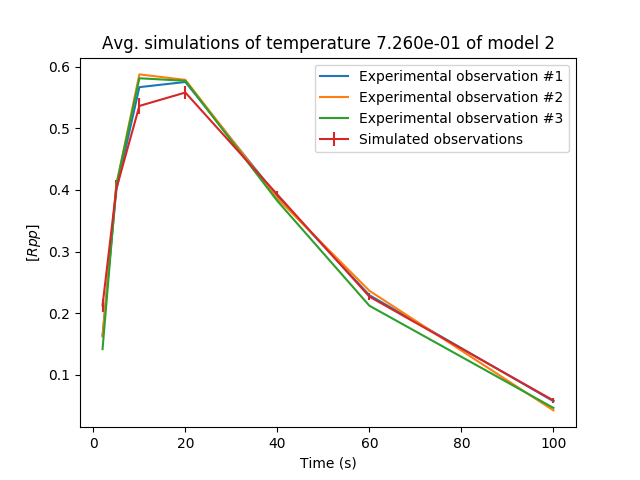 Avg. simulations of temperature 7.260e-01 of model 2
Experimental observation #1
Experimental observation #2
Experimental observation #3
Simulated observations
0.6
0.5
0.4
0.3
0.2
0.1
[Rpp]
0 20 40 60 80 100
Time (s)